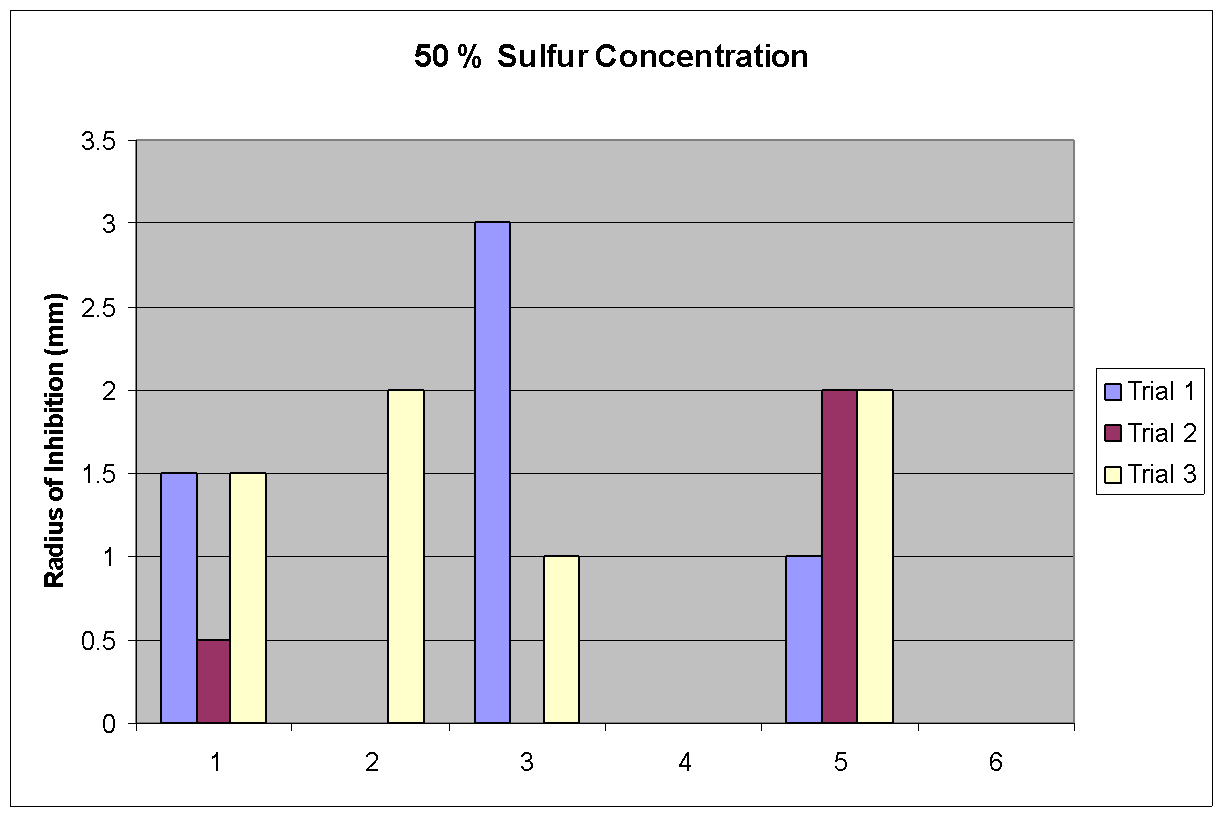 50 % Sulfur Concentration
3.5
3
2.5
2
1.5
1
0.5
0
Radius of Inhibition (mm)
1 2 3 4 5 6
Trial 1
Trial 2
Trial 3